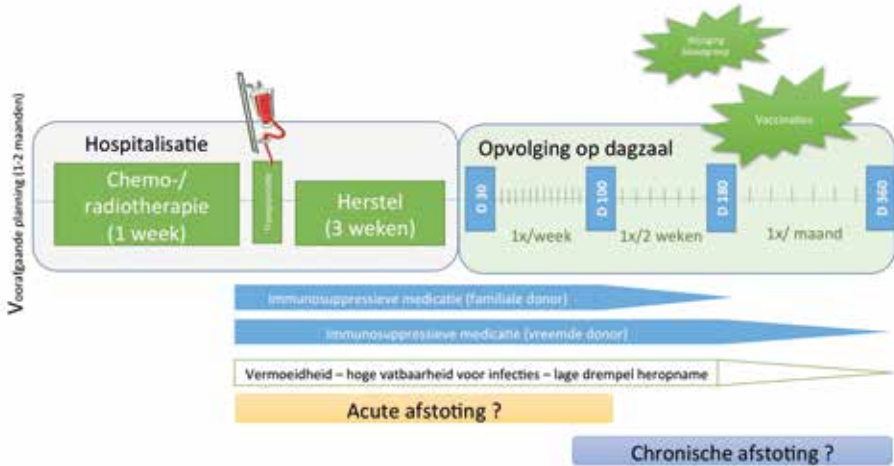 Voorafgaande planning (1-2 maanden)
Hospitalisatie
Chemo-/
radiotherapie
(1 week)
Transplantatie
Herstel
(3 weken)
Wijziging
bloedgroep
Vaccinaties
Opvolging op dagzaal
D 30
D 100
D 180
D 360
1x/week
1x/2 weken
1x/ maand
Immunosuppressieve medicatie (familiale donor)
Immunosuppressieve medicatie (vreemde donor)
Vermoeidheid – hoge vatbaarheid voor infecties – lage drempel heropname
Acute afstoting ?
Chronische afstoting ?